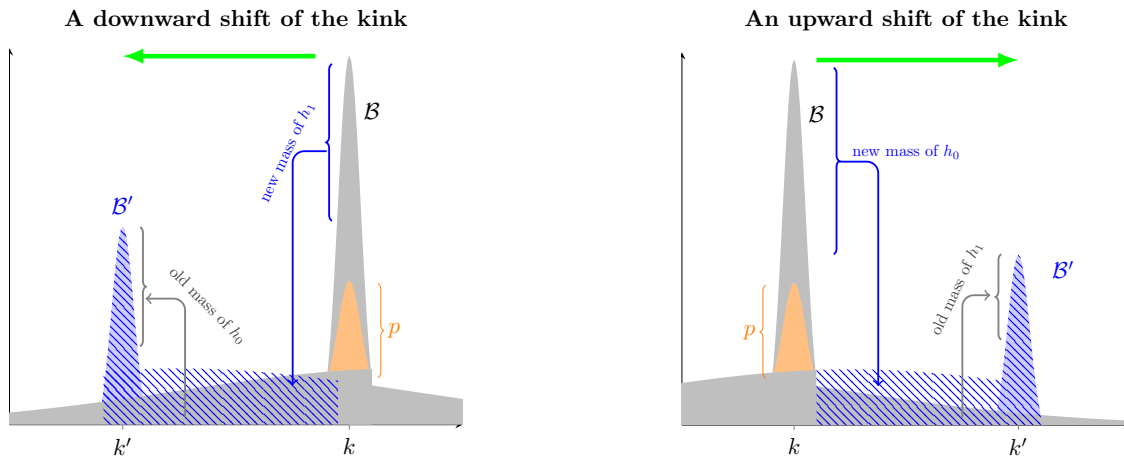 A downward shift of the kink
new mass of h₁
ℬ
ℬ′
old mass of h₀
p
k′
k
An upward shift of the kink
ℬ
new mass of h₀
old mass of h₁
ℬ′
p
k
k′